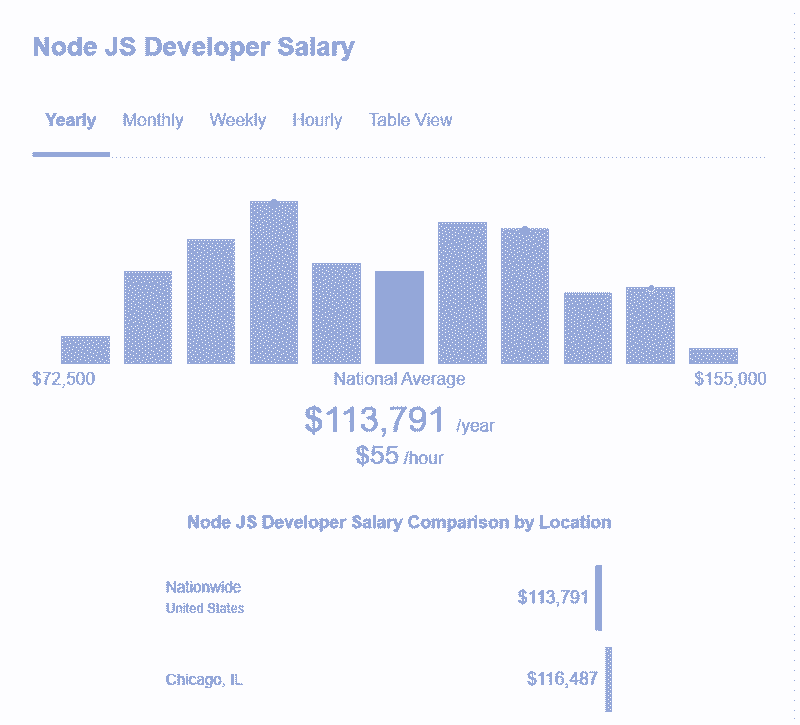 Node JS Developer Salary
Yearly Monthly Weekly Hourly Table View
$72,500 National Average $155,000
$113,791 /year
$55 /hour
Node JS Developer Salary Comparison by Location
Nationwide
United States
$113,791
Chicago, IL
$116,487